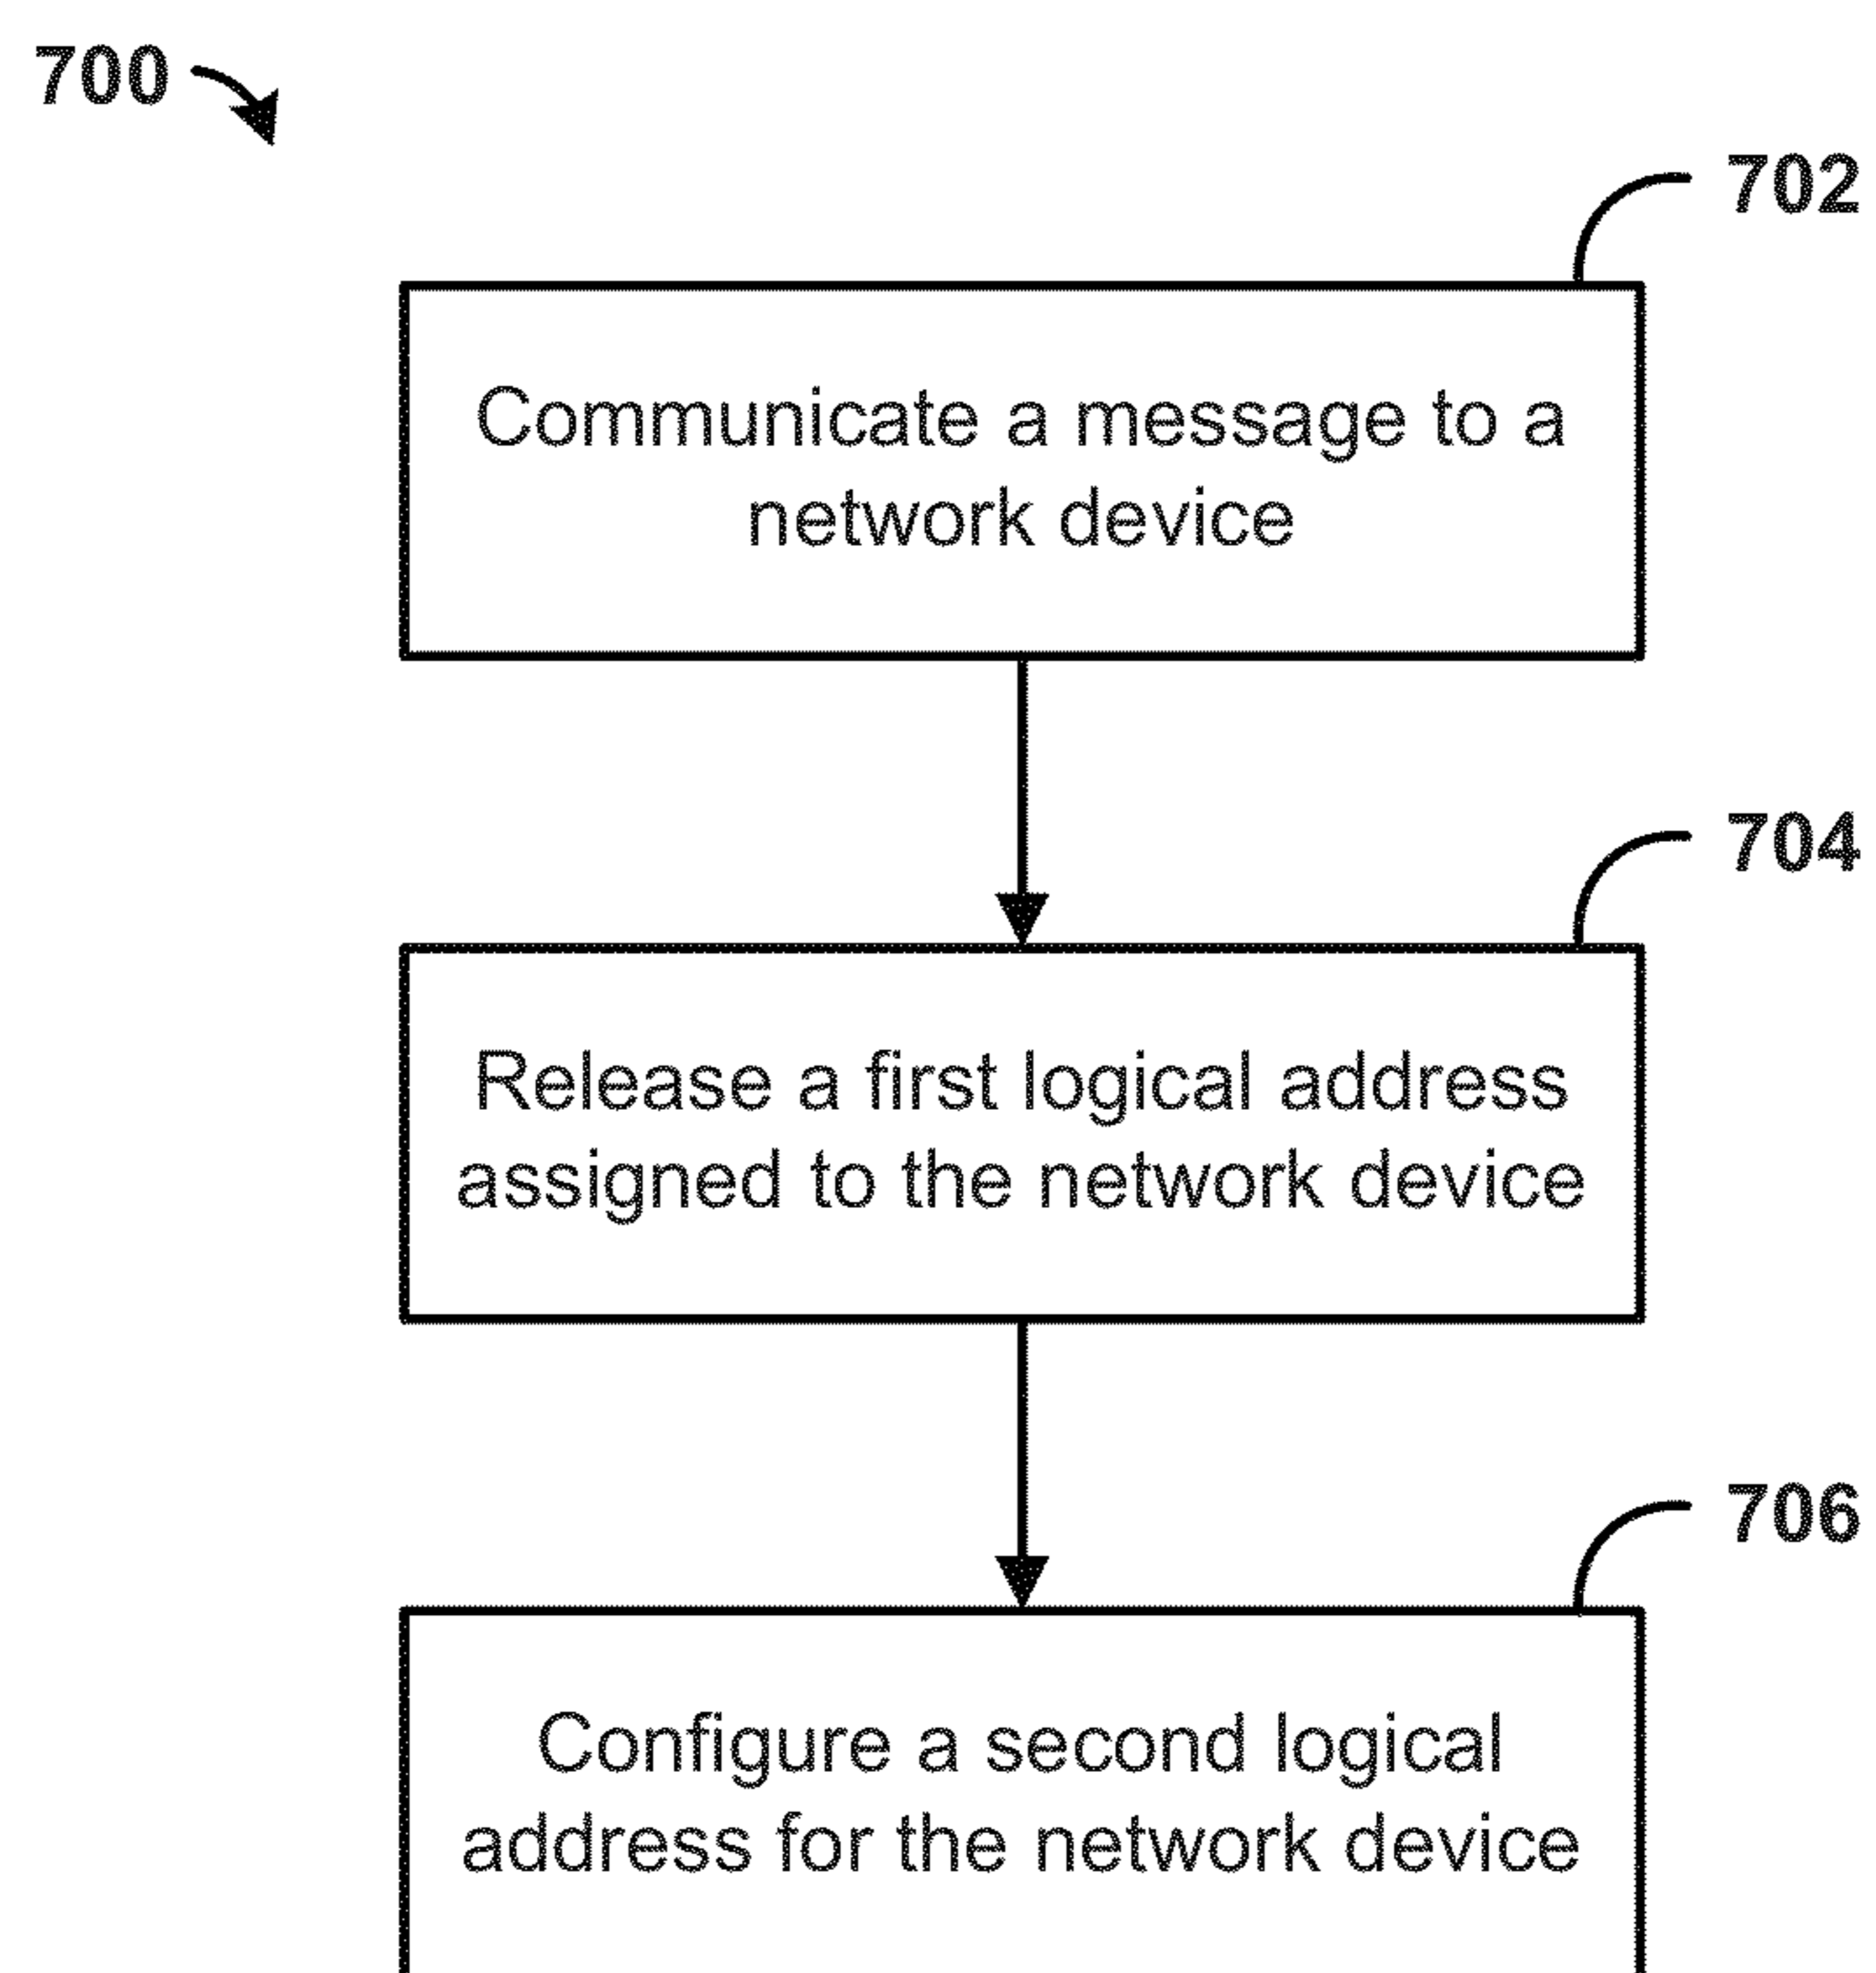 700
702
Communicate a message to a
network device
704
Release a first logical address
assigned to the network device
706
Configure a second logical
address for the network device